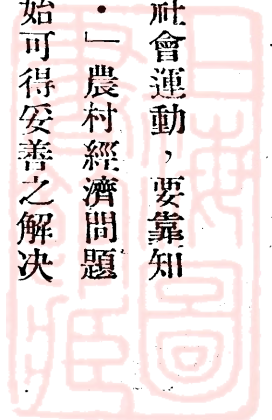 社會運動，要靠知
・」農村經濟問題
始可得妥善之解决